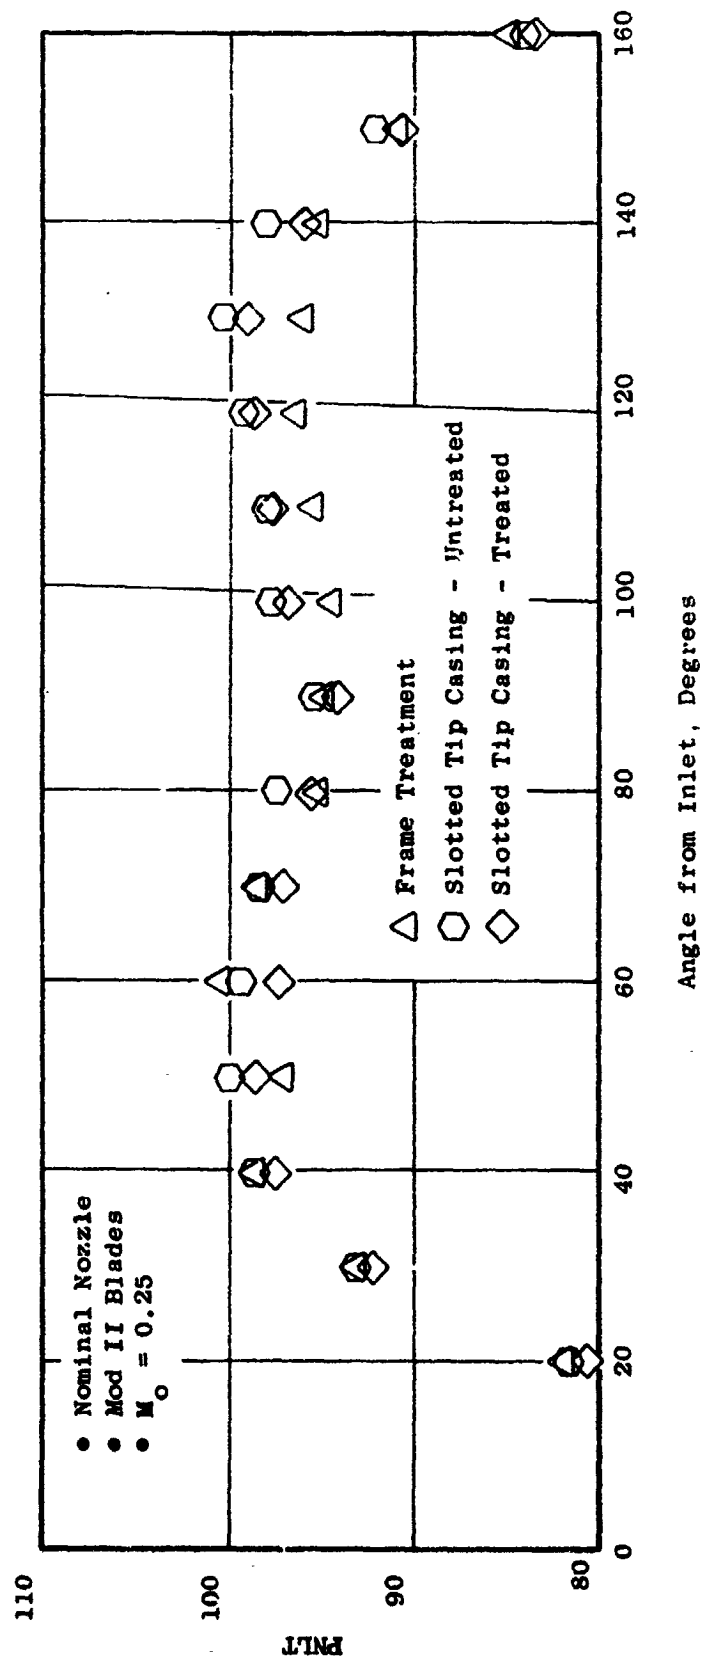 110
100
90
80
PNLT
• Nominal Nozzle
• Mod II Blades
• Mo = 0.25
Frame Treatment
Slotted Tip Casing - Untreated
Slotted Tip Casing - Treated
0
20
40
60
80
100
120
140
160
Angle from Inlet, Degrees